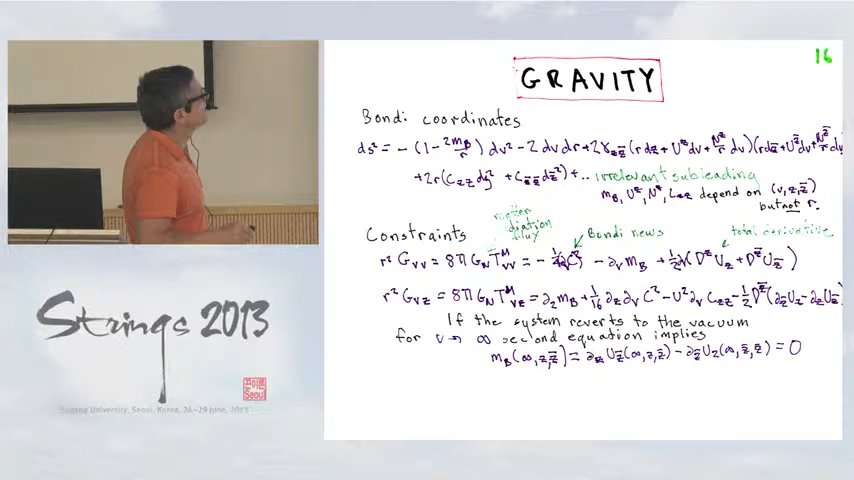 16
GRAVITY
Bondi coordinates
ds² = - (1 - 2m_B/r) dv² - 2 dv dr + 2γ_z z̄ (r dz + U^z dv + N^z/r dv)(r dz̄ + U^z̄ dv + N^z̄/r dv
+ 2r (C_zz dz² + C_z̄z̄ dz̄²) + .. irrelevant subleading
m_B, U^z, N^z, C_zz depend on (v, z, z̄)
but not r.
matter
flux
Constraints
Bondi news
total derivative
r² G_vv = 8π G_N T^M_vv =
- ∂_v m_B + ½ ∂_v (D^z U_z + D^z̄ U_z̄)
r² G_vz = 8π G_N T^M_vz = ∂_z m_B + 1/16 ∂_z ∂_v C² - U^z ∂_v C_zz - ½ D^z̄ (∂_z̄ U_z - ∂_z U_z̄)
If the system reverts to the vacuum
for v → ∞ second equation implies
m_B (∞, z, z̄) = ∂_z U_z̄ (∞, z, z̄) - ∂_z̄ U_z (∞, z, z̄) = 0
Strings 2013
Sogang University, Seoul, Korea, 24-29 June, 2013